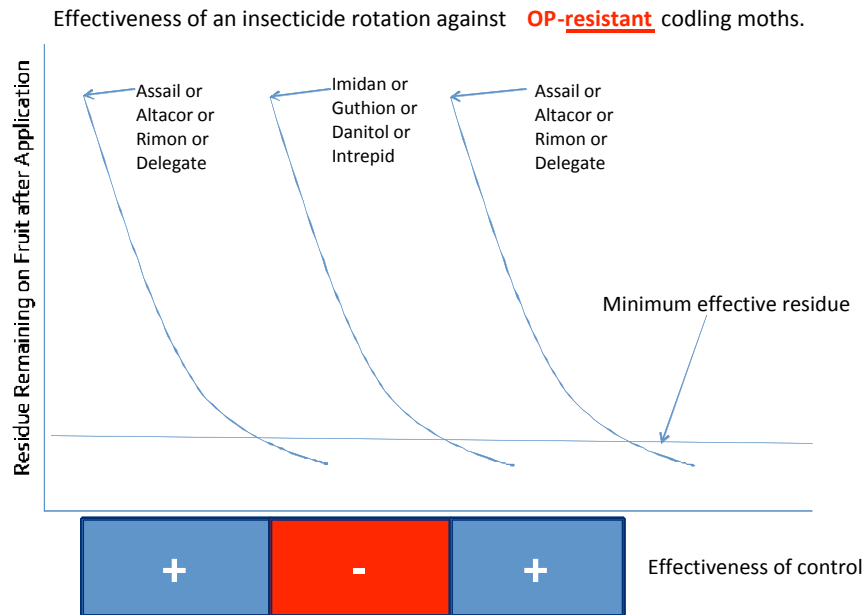 Effectiveness of an insecticide rotation against OP-resistant codling moths.
Residue Remaining on Fruit after Application
Assail or
Altacor or
Rimon or
Delegate
Imidan or
Guthion or
Danitol or
Intrepid
Assail or
Altacor or
Rimon or
Delegate
Minimum effective residue
+
-
+
Effectiveness of control